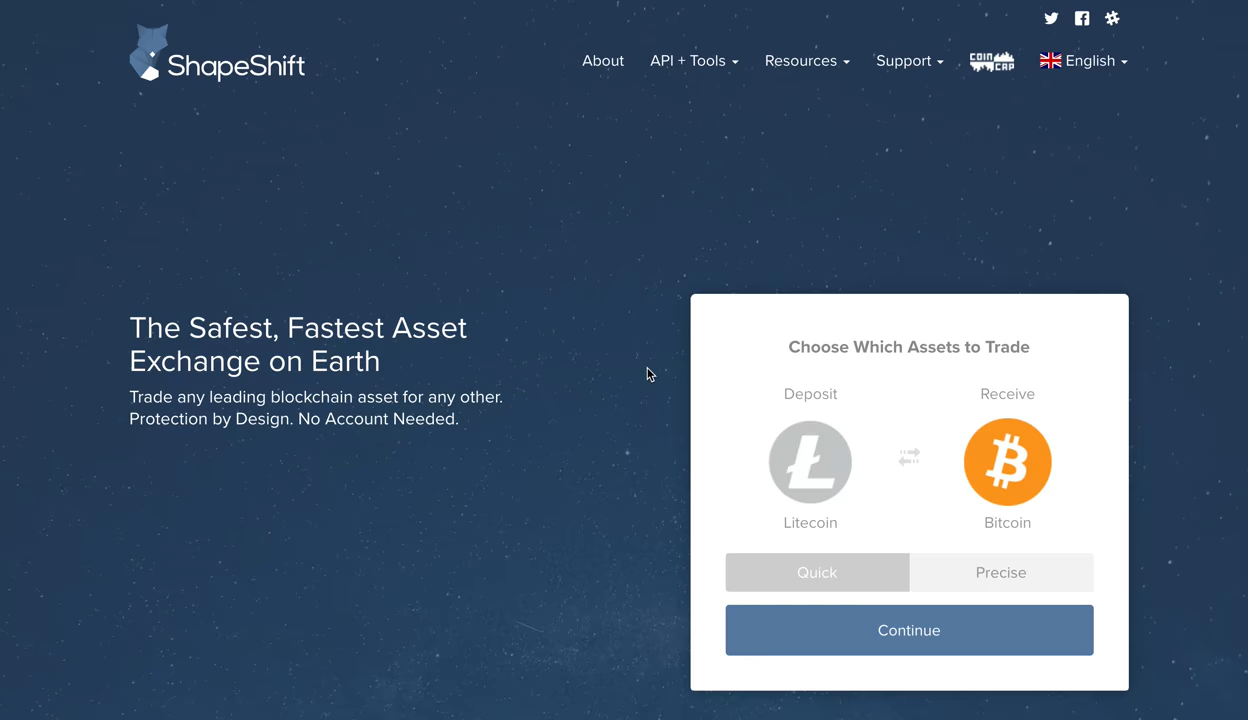 ShapeShift
About
API + Tools
Resources
Support
COIN CAP
English
The Safest, Fastest Asset
Exchange on Earth
Trade any leading blockchain asset for any other.
Protection by Design. No Account Needed.
Choose Which Assets to Trade
Deposit
Receive
Litecoin
Bitcoin
Quick
Precise
Continue